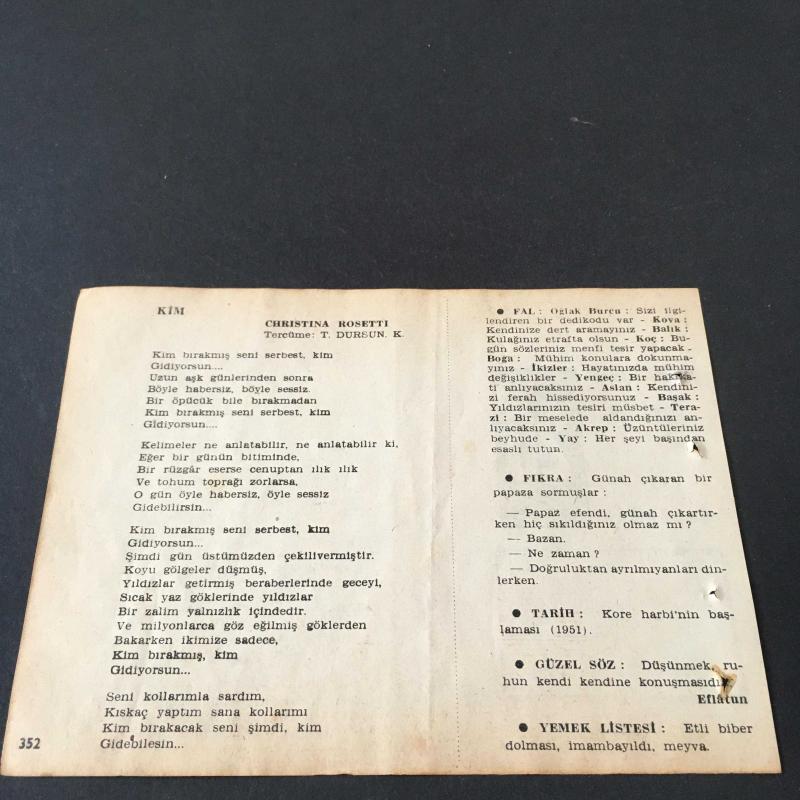 KİM
CHRISTINA ROSETTI
Tercüme: T. DURSUN. K.
Kim bırakmış seni serbest, kim
Gidiyorsun....
Uzun aşk günlerinden sonra
Böyle habersiz, böyle sessiz.
Bir öpücük bile bırakmadan
Kim bırakmış seni serbest, kim
Gidiyorsun....
Kelimeler ne anlatabilir, ne anlatabilir ki,
Eğer bir günün bitiminde,
Bir rüzgâr eserse cenuptan ılık ılık
Ve tohum toprağı zorlarsa,
O gün öyle habersiz, öyle sessiz
Gidebilirsin...
Kim bırakmış seni serbest, kim
Gidiyorsun...
Şimdi gün üstümüzden çekilivermiştir.
Koyu gölgeler düşmüş,
Yıldızlar getirmiş beraberlerinde geceyi,
Sıcak yaz göklerinde yıldızlar
Bir zalim yalnızlık içindedir.
Ve milyonlarca göz eğilmiş göklerden
Bakarken ikimize sadece,
Kim bırakmış, kim
Gidiyorsun...
Seni kollarımla sardım,
Kıskaç yaptım sana kollarımı
Kim bırakacak seni şimdi, kim
Gidebilesin...
352
● FAL : Oğlak Burcu : Sizi ilgi-
lendiren bir dedikodu var - Kova :
Kendinize dert aramayınız - Balık :
Kulağınız etrafta olsun - Koç : Bu-
gün sözleriniz menfi tesir yapacak -
Boğa : Mühim konulara dokunma-
yınız - İkizler : Hayatınızda mühim
değişiklikler - Yengeç : Bir hakika-
ti anlıyacaksınız - Aslan : Kendini-
zi ferah hissediyorsunuz - Başak :
Yıldızlarınızın tesiri müsbet - Tera-
zi : Bir meselede aldandığınızı an-
lıyacaksınız - Akrep : Üzüntüleriniz
beyhude - Yay : Her şeyi başından
esaslı tutun.
● FIKRA : Günah çıkaran bir
papaza sormuşlar :
— Papaz efendi, günah çıkartır-
ken hiç sıkıldığınız olmaz mı ?
— Bazan.
— Ne zaman ?
— Doğruluktan ayrılmıyanları din-
lerken.
● TARİH : Kore harbi'nin baş-
laması (1951).
● GÜZEL SÖZ : Düşünmek, ru-
hun kendi kendine konuşmasıdır.
Eflâtun
● YEMEK LİSTESİ : Etli biber
dolması, imambayıldı, meyva.